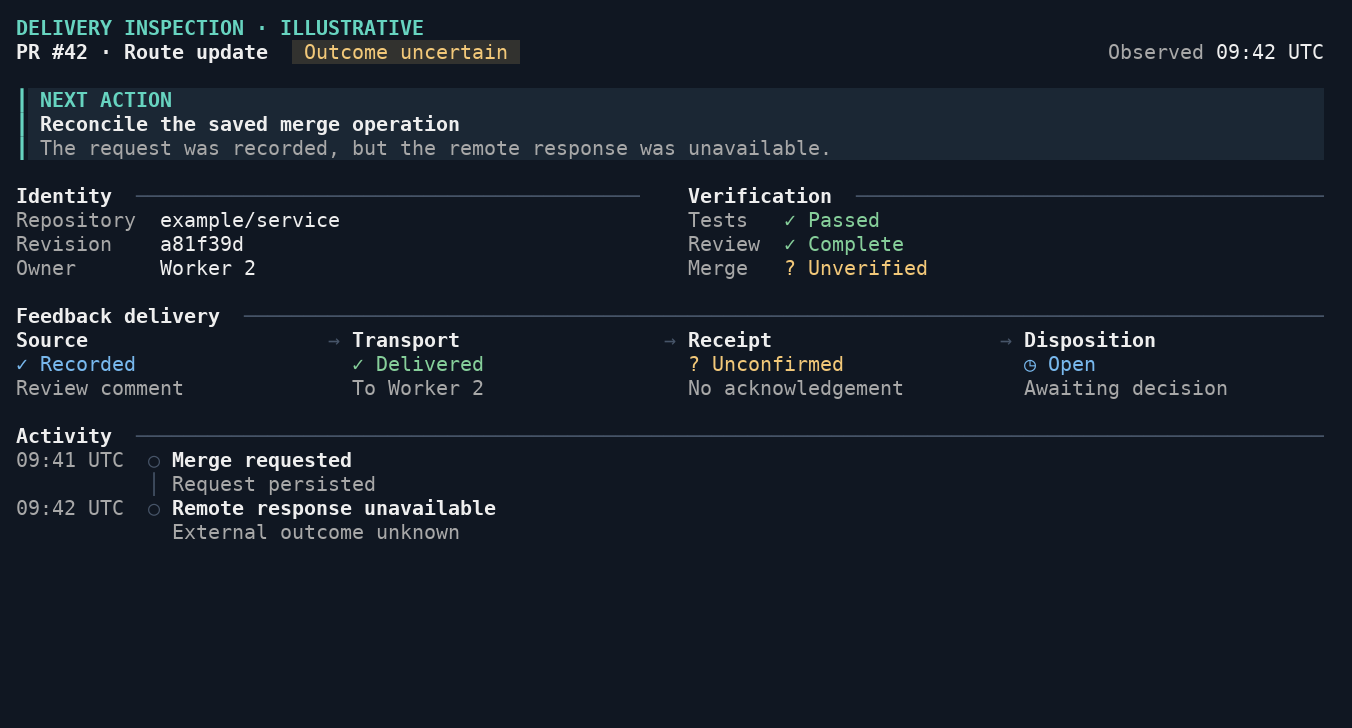 DELIVERY INSPECTION · ILLUSTRATIVE
PR #42 · Route update  Outcome uncertain  Observed 09:42 UTC
NEXT ACTION
Reconcile the saved merge operation
The request was recorded, but the remote response was unavailable.
Identity
Repository  example/service
Revision  a81f39d
Owner  Worker 2
Verification
Tests  ✓ Passed
Review  ✓ Complete
Merge  ? Unverified
Feedback delivery
Source → Transport → Receipt → Disposition
✓ Recorded  ✓ Delivered  ? Unconfirmed  ◷ Open
Review comment  To Worker 2  No acknowledgement  Awaiting decision
Activity
09:41 UTC ○ Merge requested
│ Request persisted
09:42 UTC ○ Remote response unavailable
External outcome unknown